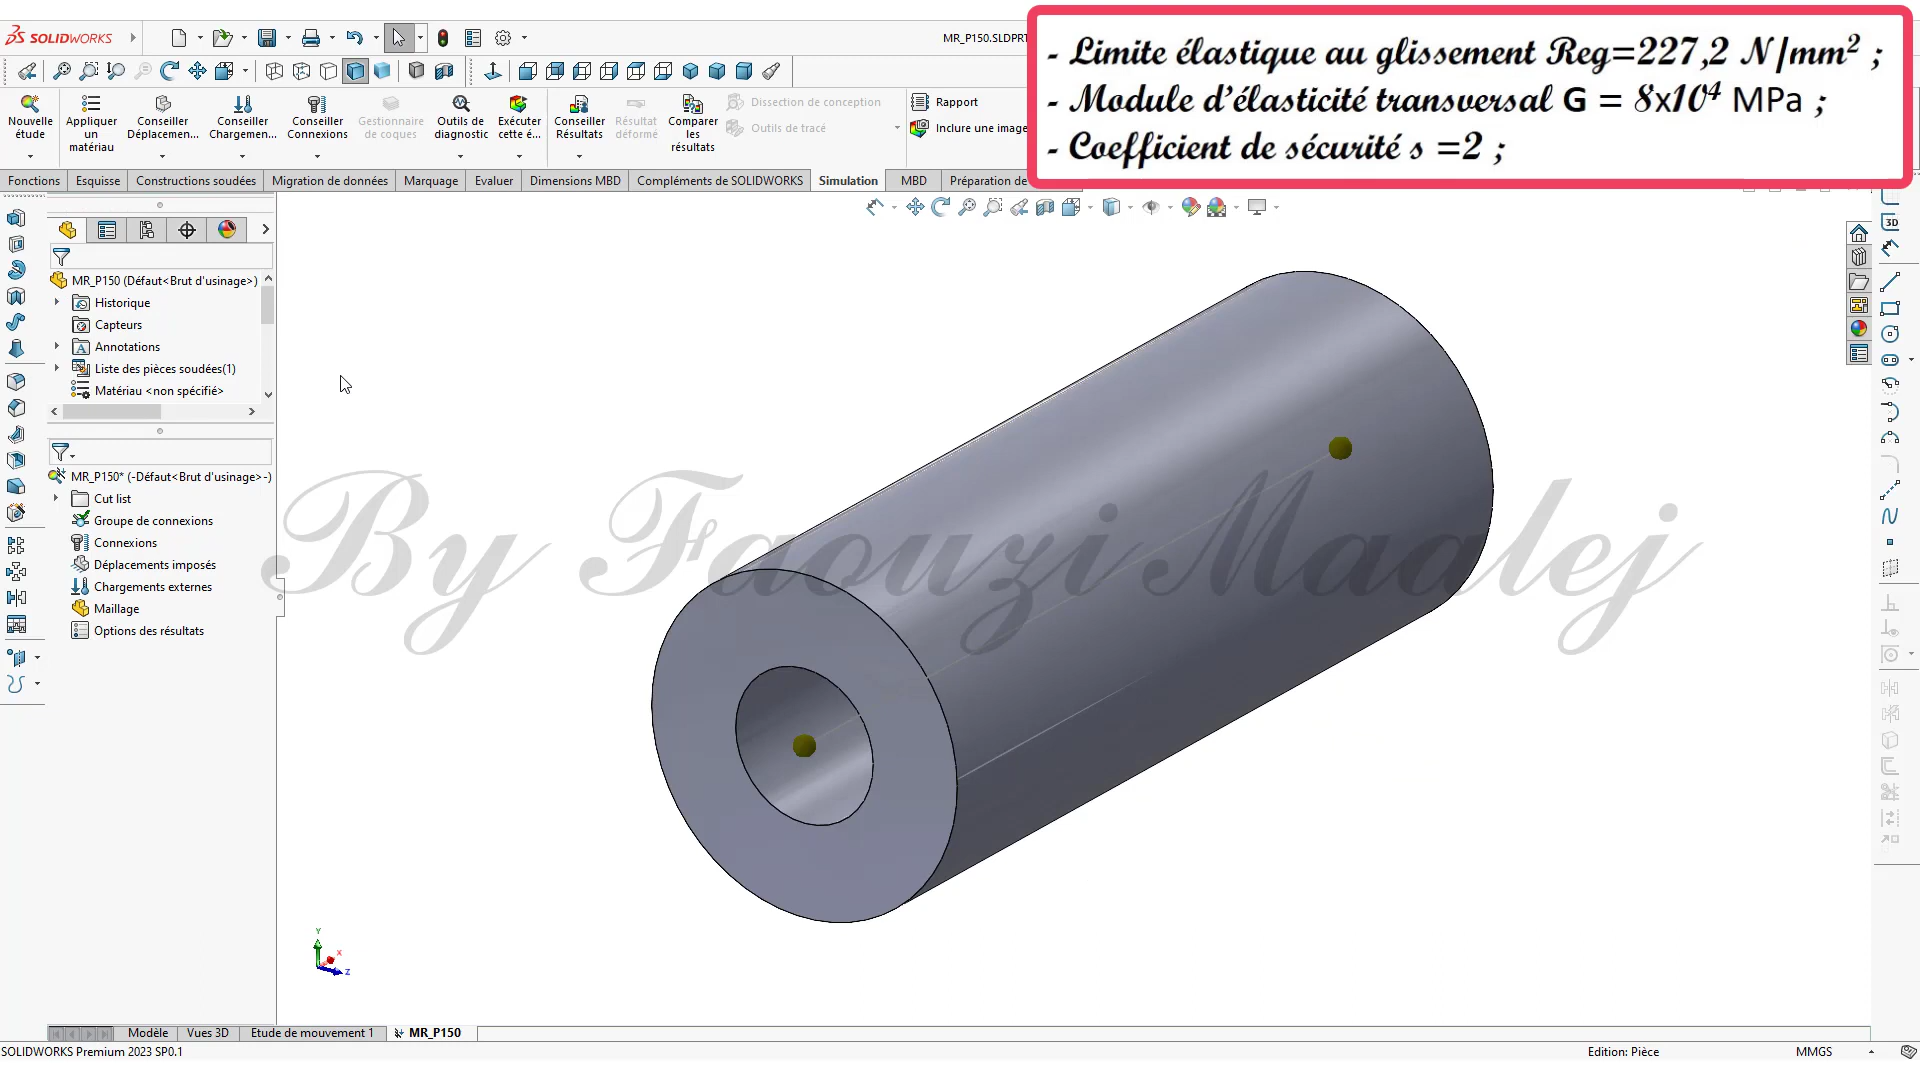 SOLIDWORKS
MR_P150.SLDPRT
- Limite élastique au glissement Reg=227,2 N/mm² ;
- Module d'élasticité transversal G = 8x10⁴ MPa ;
- Coefficient de sécurité s =2 ;
Nouvelle étude
Appliquer un matériau
Conseiller Déplacemen...
Conseiller Chargemen...
Conseiller Connexions
Gestionnaire de coques
Outils de diagnostic
Exécuter cette é...
Conseiller Résultats
Résultat déformé
Comparer les résultats
Dissection de conception
Outils de tracé
Rapport
Inclure une image
Fonctions
Esquisse
Constructions soudées
Migration de données
Marquage
Evaluer
Dimensions MBD
Compléments de SOLIDWORKS
Simulation
MBD
Préparation de
3D
MR_P150 (Défaut<Brut d'usinage>)
Historique
Capteurs
A
Annotations
Liste des pièces soudées(1)
Matériau <non spécifié>
MR_P150* (-Défaut<Brut d'usinage>-)
Cut list
Groupe de connexions
Connexions
Déplacements imposés
Chargements externes
Maillage
Options des résultats
By Faouzi Maalej
Y
X
Z
Modèle
Vues 3D
Etude de mouvement 1
MR_P150
SOLIDWORKS Premium 2023 SP0.1
Edition: Pièce
MMGS